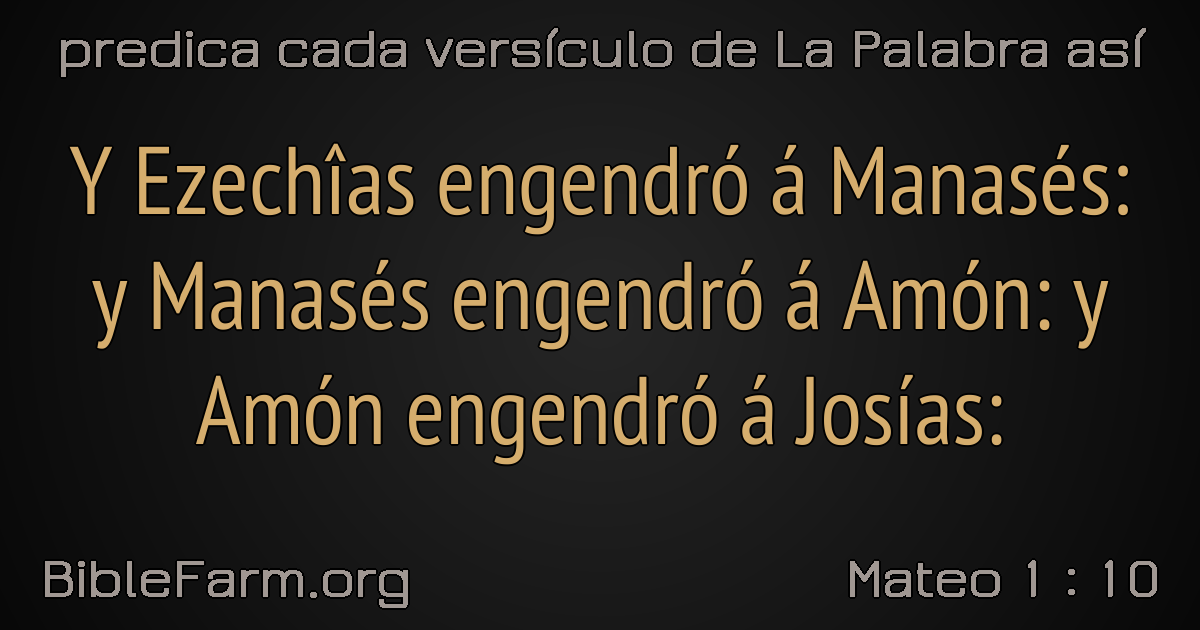 predica cada versículo de La Palabra así
Y Ezechîas engendró á Manasés:
y Manasés engendró á Amón: y
Amón engendró á Josías:
BibleFarm.org
Mateo 1 : 10